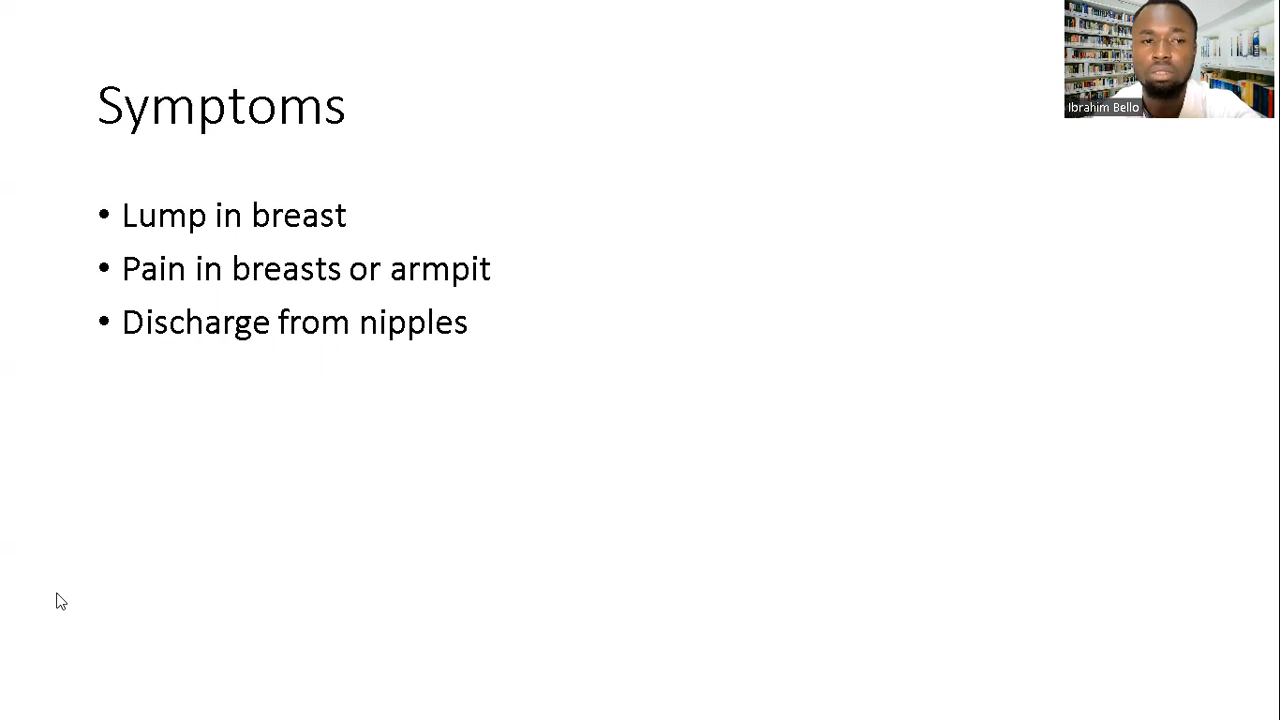 Symptoms
Ibrahim Bello
• Lump in breast
• Pain in breasts or armpit
• Discharge from nipples